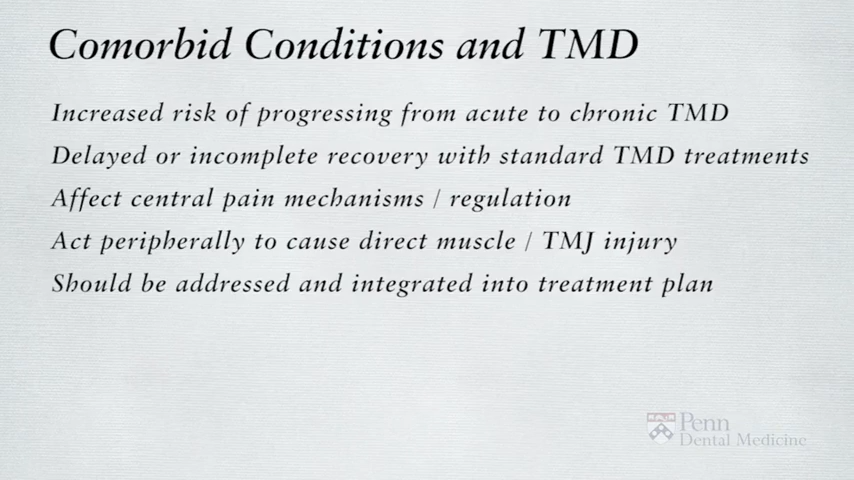 Comorbid Conditions and TMD
Increased risk of progressing from acute to chronic TMD
Delayed or incomplete recovery with standard TMD treatments
Affect central pain mechanisms / regulation
Act peripherally to cause direct muscle / TMJ injury
Should be addressed and integrated into treatment plan
Penn
Dental Medicine